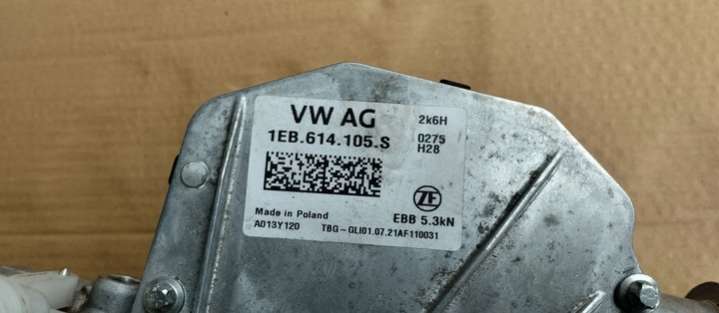 VW AG
2k6H
1EB.614.105.S
0275
H28
ZF
Made in Poland
EBB 5.3kN
A013Y120
TBG-GLI01.07.21AF110031